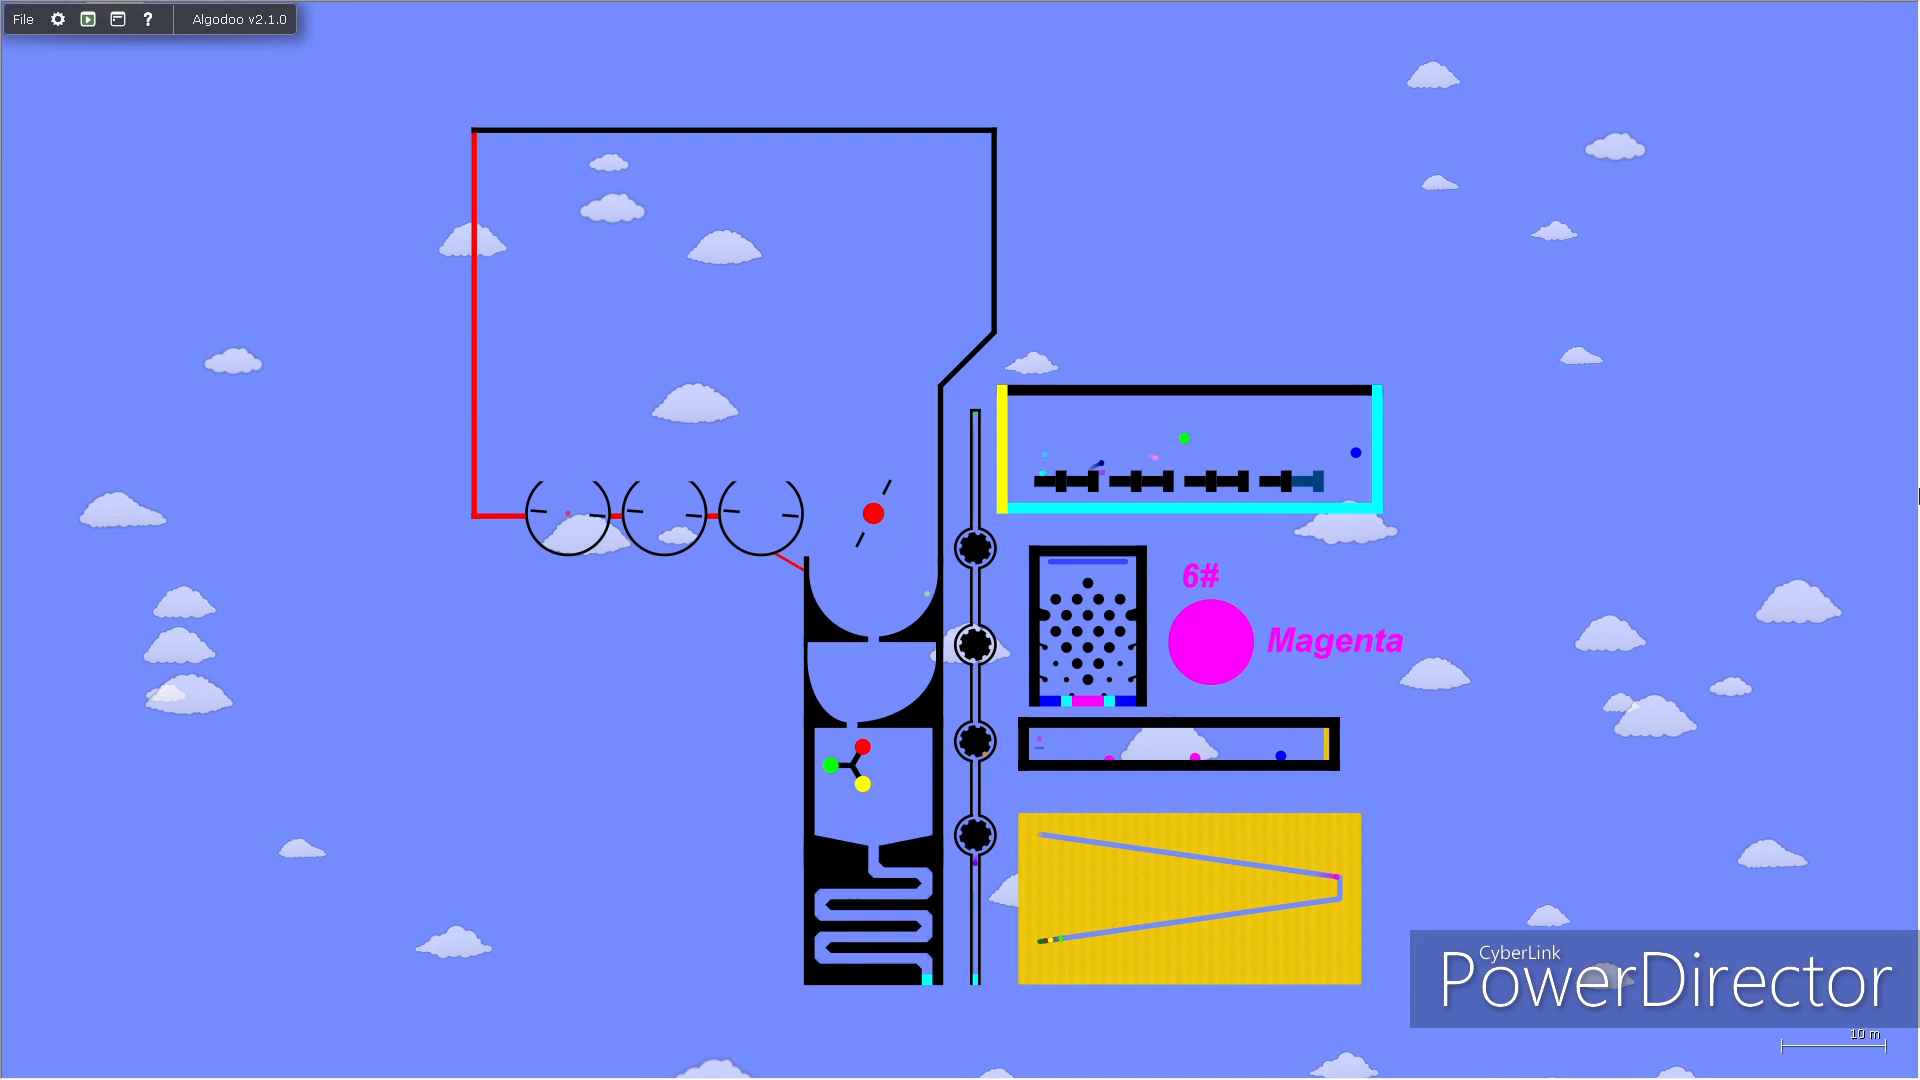 File ? Algodoo v2.1.0
6#
Magenta
CyberLink
PowerDirector
10 m